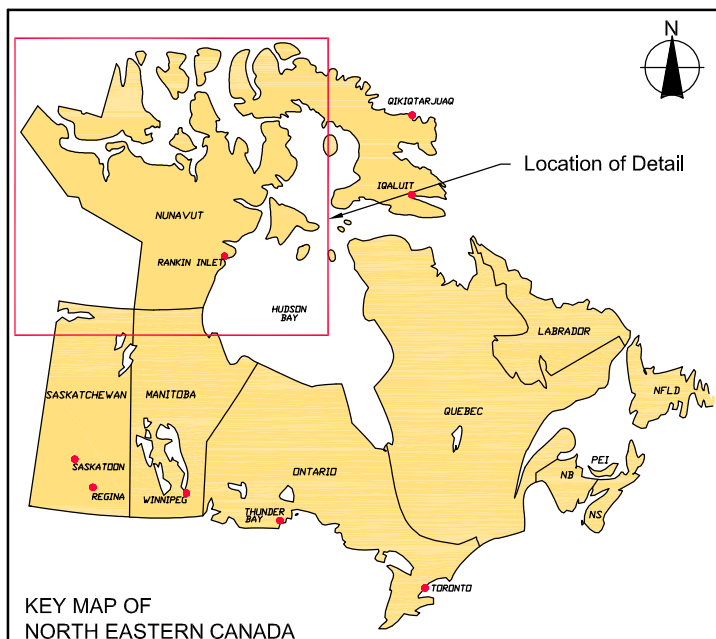 N
QIKIQTARJUAQ
Location of Detail
IQALUIT
NUNAVUT
RANKIN INLET
HUDSON
BAY
LABRADOR
SASKATCHEWAN
MANITOBA
NFLD
QUEBEC
PEI
ONTARIO
NB
SASKATOON
REGINA
WINNIPEG
NS
THUNDER
BAY
TORONTO
KEY MAP OF
NORTH EASTERN CANADA